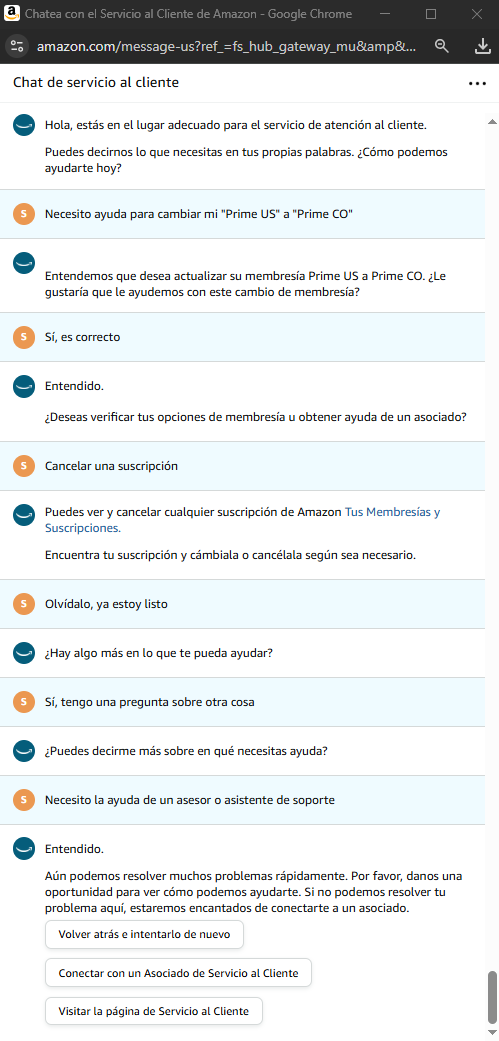 Chatea con el Servicio al Cliente de Amazon - Google Chrome
amazon.com/message-us?ref_=fs_hub_gateway_mu&amp&...
Chat de servicio al cliente
Hola, estás en el lugar adecuado para el servicio de atención al cliente.
Puedes decirnos lo que necesitas en tus propias palabras. ¿Cómo podemos
ayudarte hoy?
S Necesito ayuda para cambiar mi "Prime US" a "Prime CO"
Entendemos que desea actualizar su membresía Prime US a Prime CO. ¿Le
gustaría que le ayudemos con este cambio de membresía?
S Sí, es correcto
Entendido.
¿Deseas verificar tus opciones de membresía u obtener ayuda de un asociado?
S Cancelar una suscripción
Puedes ver y cancelar cualquier suscripción de Amazon Tus Membresías y
Suscripciones.
Encuentra tu suscripción y cámbiala o cancélala según sea necesario.
S Olvídalo, ya estoy listo
¿Hay algo más en lo que te pueda ayudar?
S Sí, tengo una pregunta sobre otra cosa
¿Puedes decirme más sobre en qué necesitas ayuda?
S Necesito la ayuda de un asesor o asistente de soporte
Entendido.
Aún podemos resolver muchos problemas rápidamente. Por favor, danos una
oportunidad para ver cómo podemos ayudarte. Si no podemos resolver tu
problema aquí, estaremos encantados de conectarte a un asociado.
Volver atrás e intentarlo de nuevo
Conectar con un Asociado de Servicio al Cliente
Visitar la página de Servicio al Cliente